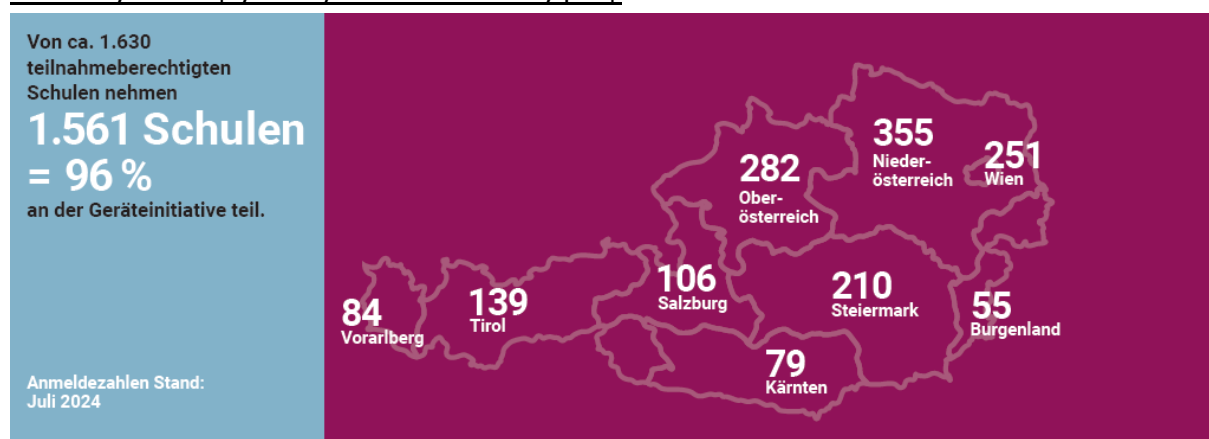 Von ca. 1.630
teilnahmeberechtigten
Schulen nehmen
1.561 Schulen
= 96 %
an der Geräteinitiative teil.
Anmeldezahlen Stand:
Juli 2024
355
Nieder-
österreich
251
Wien
282
Ober-
österreich
106
Salzburg
210
Steiermark
55
Burgenland
139
Tirol
84
Vorarlberg
79
Kärnten